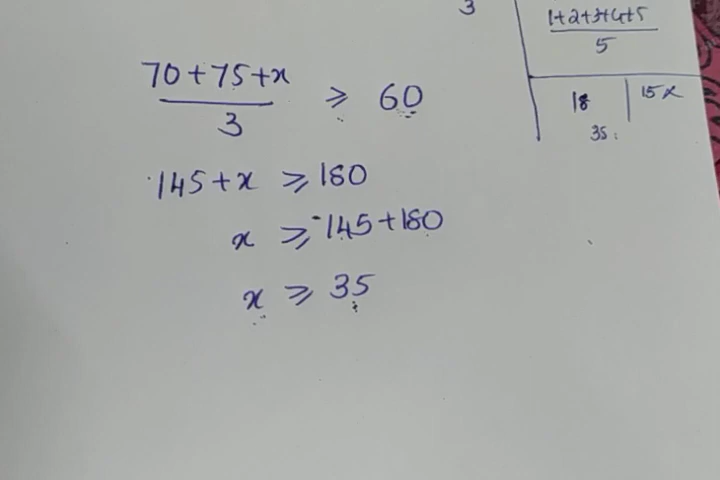 3
1+2+3+4+5
5
18 | 15x
35
70+75+x
3
≥ 60
145+x ≥ 180
x ≥ -145+180
x ≥ 35